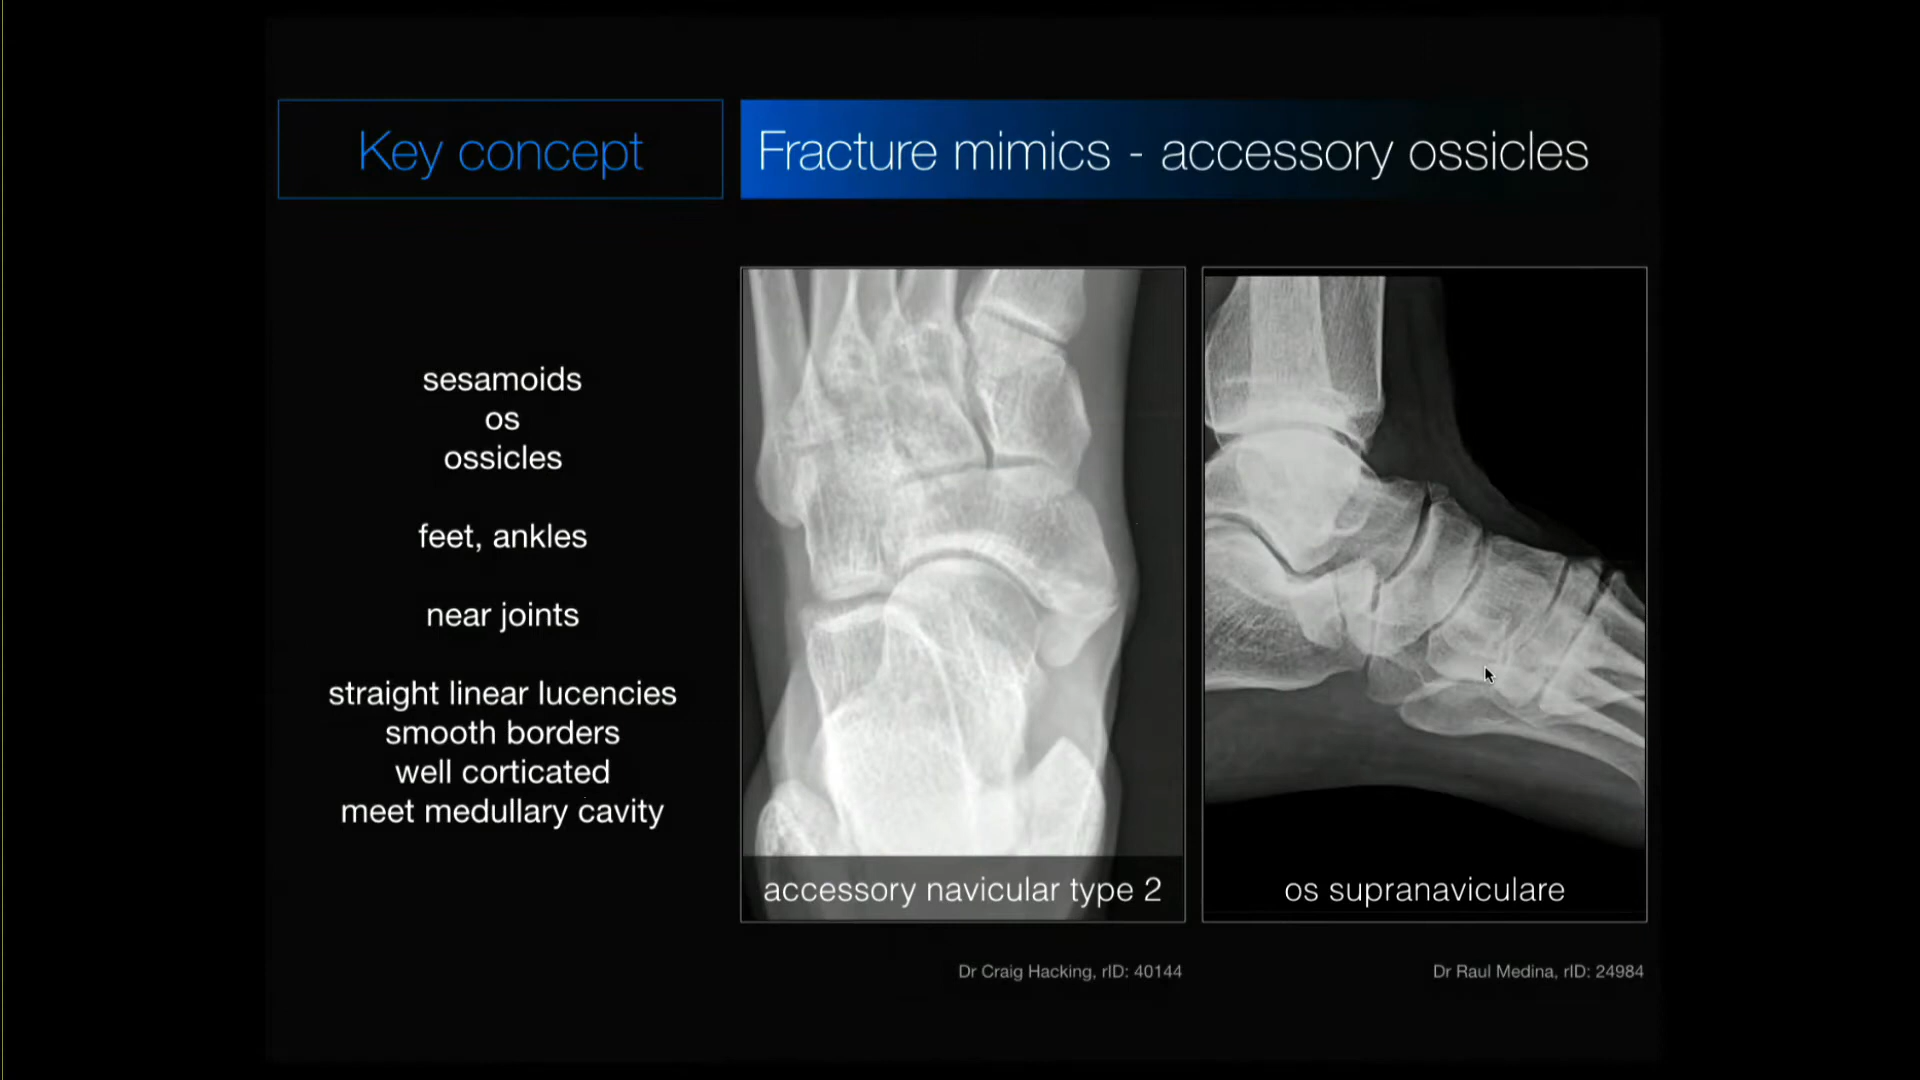 Key concept
Fracture mimics - accessory ossicles
sesamoids
os
ossicles
feet, ankles
near joints
straight linear lucencies
smooth borders
well corticated
meet medullary cavity
accessory navicular type 2
os supranaviculare
Dr Craig Hacking, rID: 40144
Dr Raul Medina, rID: 24984